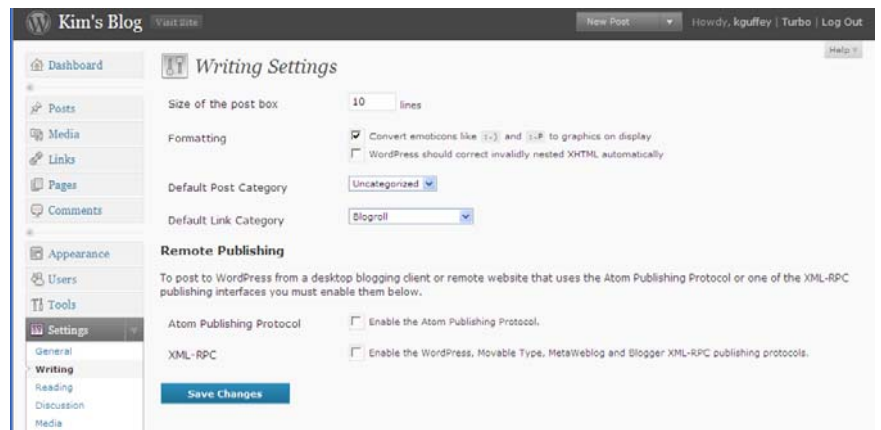 Kim's Blog Visit Site New Post Howdy, kguffey | Turbo | Log Out
Help
Dashboard
Posts
Media
Links
Pages
Comments
Appearance
Users
Tools
Settings
General
Writing
Reading
Discussion
Media
Writing Settings
Size of the post box 10 lines
Formatting Convert emoticons like :-) and :-P to graphics on display
WordPress should correct invalidly nested XHTML automatically
Default Post Category Uncategorized
Default Link Category Blogroll
Remote Publishing
To post to WordPress from a desktop blogging client or remote website that uses the Atom Publishing Protocol or one of the XML-RPC
publishing interfaces you must enable them below.
Atom Publishing Protocol Enable the Atom Publishing Protocol.
XML-RPC Enable the WordPress, Movable Type, MetaWeblog and Blogger XML-RPC publishing protocols.
Save Changes